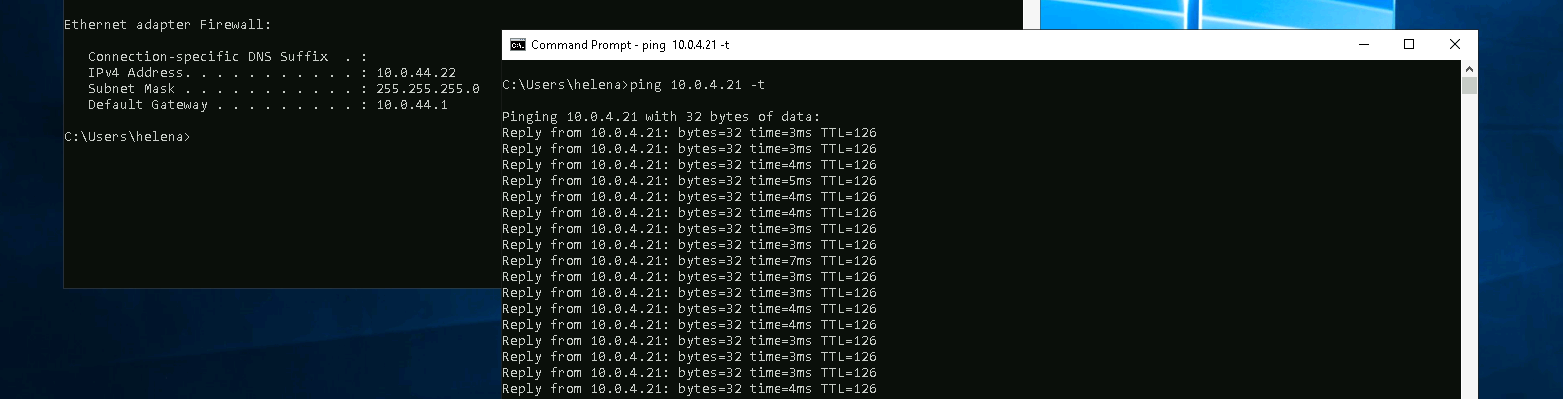 Ethernet adapter Firewall:
Connection-specific DNS Suffix . :
IPv4 Address. . . . . . . . . . . : 10.0.44.22
Subnet Mask . . . . . . . . . . . : 255.255.255.0
Default Gateway . . . . . . . . . : 10.0.44.1
C:\Users\helena>
Command Prompt - ping 10.0.4.21 -t
C:\Users\helena>ping 10.0.4.21 -t
Pinging 10.0.4.21 with 32 bytes of data:
Reply from 10.0.4.21: bytes=32 time=3ms TTL=126
Reply from 10.0.4.21: bytes=32 time=3ms TTL=126
Reply from 10.0.4.21: bytes=32 time=4ms TTL=126
Reply from 10.0.4.21: bytes=32 time=5ms TTL=126
Reply from 10.0.4.21: bytes=32 time=4ms TTL=126
Reply from 10.0.4.21: bytes=32 time=4ms TTL=126
Reply from 10.0.4.21: bytes=32 time=3ms TTL=126
Reply from 10.0.4.21: bytes=32 time=3ms TTL=126
Reply from 10.0.4.21: bytes=32 time=7ms TTL=126
Reply from 10.0.4.21: bytes=32 time=3ms TTL=126
Reply from 10.0.4.21: bytes=32 time=3ms TTL=126
Reply from 10.0.4.21: bytes=32 time=4ms TTL=126
Reply from 10.0.4.21: bytes=32 time=4ms TTL=126
Reply from 10.0.4.21: bytes=32 time=3ms TTL=126
Reply from 10.0.4.21: bytes=32 time=3ms TTL=126
Reply from 10.0.4.21: bytes=32 time=3ms TTL=126
Reply from 10.0.4.21: bytes=32 time=4ms TTL=126